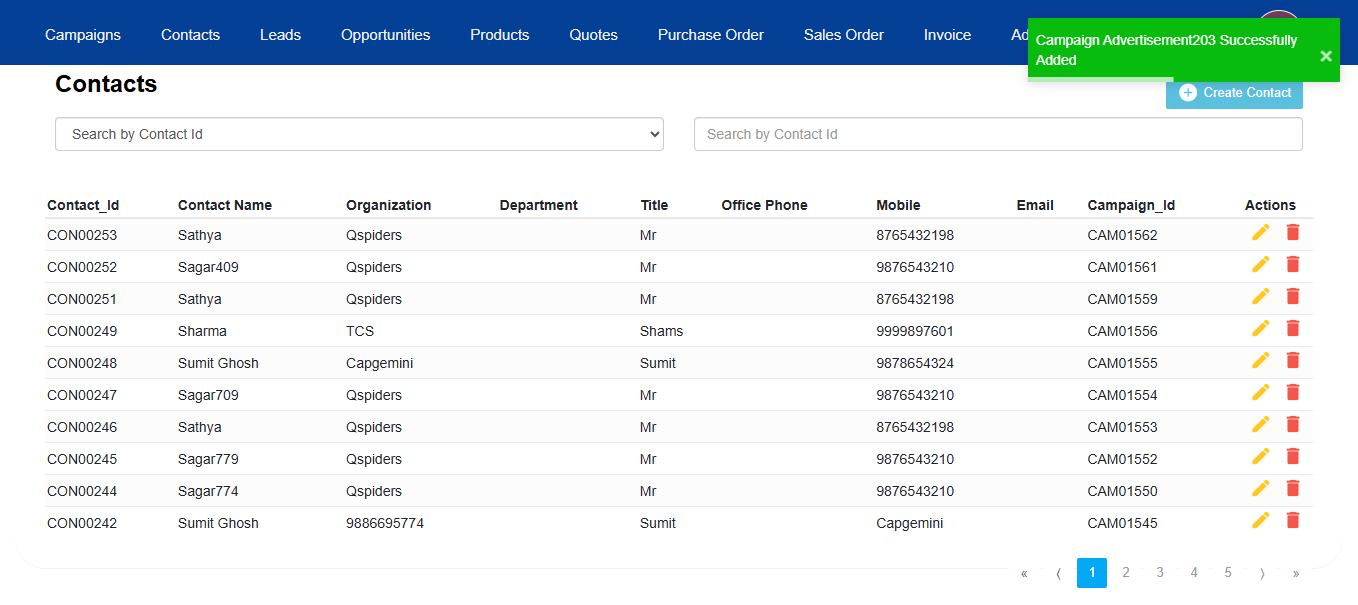 Campaigns Contacts Leads Opportunities Products Quotes Purchase Order Sales Order Invoice
Campaign Advertisement203 Successfully
Added
×
Contacts
Create Contact
Search by Contact Id Search by Contact Id
Contact_Id Contact Name Organization Department Title Office Phone Mobile Email Campaign_Id Actions
CON00253 Sathya Qspiders Mr 8765432198 CAM01562
CON00252 Sagar409 Qspiders Mr 9876543210 CAM01561
CON00251 Sathya Qspiders Mr 8765432198 CAM01559
CON00249 Sharma TCS Shams 9999897601 CAM01556
CON00248 Sumit Ghosh Capgemini Sumit 9878654324 CAM01555
CON00247 Sagar709 Qspiders Mr 9876543210 CAM01554
CON00246 Sathya Qspiders Mr 8765432198 CAM01553
CON00245 Sagar779 Qspiders Mr 9876543210 CAM01552
CON00244 Sagar774 Qspiders Mr 9876543210 CAM01550
CON00242 Sumit Ghosh 9886695774 Sumit Capgemini CAM01545
« ⟨ 1 2 3 4 5 ⟩ »